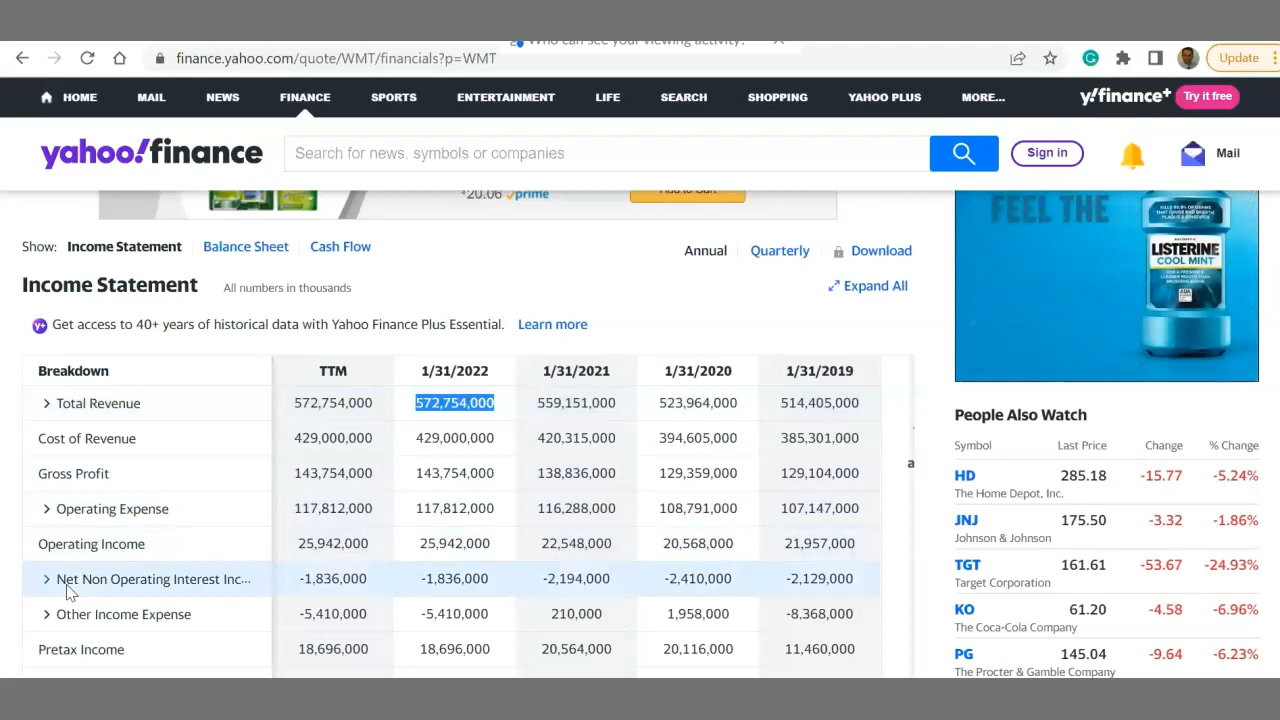 Who can see your viewing activity?
finance.yahoo.com/quote/WMT/financials?p=WMT
Update
HOME MAIL NEWS FINANCE SPORTS ENTERTAINMENT LIFE SEARCH SHOPPING YAHOO PLUS MORE... y!finance+ Try it free
yahoo!finance Search for news, symbols or companies Sign in Mail
$20.06 prime Add to Cart
FEEL THE
KILLS 99.9% OF GERMS
LISTERINE
COOL MINT
Show: Income Statement Balance Sheet Cash Flow Annual Quarterly Download
Income Statement All numbers in thousands Expand All
Get access to 40+ years of historical data with Yahoo Finance Plus Essential. Learn more
Breakdown TTM 1/31/2022 1/31/2021 1/31/2020 1/31/2019
Total Revenue 572,754,000 572,754,000 559,151,000 523,964,000 514,405,000
Cost of Revenue 429,000,000 429,000,000 420,315,000 394,605,000 385,301,000
Gross Profit 143,754,000 143,754,000 138,836,000 129,359,000 129,104,000
Operating Expense 117,812,000 117,812,000 116,288,000 108,791,000 107,147,000
Operating Income 25,942,000 25,942,000 22,548,000 20,568,000 21,957,000
Net Non Operating Interest Inc... -1,836,000 -1,836,000 -2,194,000 -2,410,000 -2,129,000
Other Income Expense -5,410,000 -5,410,000 210,000 1,958,000 -8,368,000
Pretax Income 18,696,000 18,696,000 20,564,000 20,116,000 11,460,000
a
People Also Watch
Symbol Last Price Change % Change
HD 285.18 -15.77 -5.24%
The Home Depot, Inc.
JNJ 175.50 -3.32 -1.86%
Johnson & Johnson
TGT 161.61 -53.67 -24.93%
Target Corporation
KO 61.20 -4.58 -6.96%
The Coca-Cola Company
PG 145.04 -9.64 -6.23%
The Procter & Gamble Company